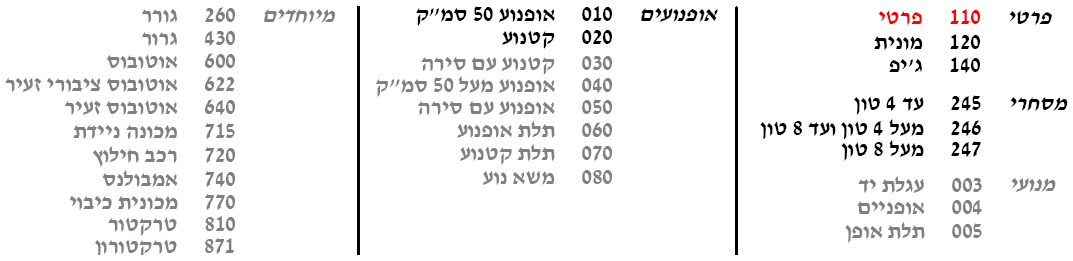 פרטי 110 פרטי
120 מונית
140 ג'יפ
מסחרי 245 עד 4 טון
246 מעל 4 טון ועד 8 טון
247 מעל 8 טון
מנועי 003 עגלת יד
004 אופניים
005 תלת אופן
אופנועים 010 אופנוע 50 סמ"ק
020 קטנוע
030 קטנוע עם סירה
040 אופנוע מעל 50 סמ"ק
050 אופנוע עם סירה
060 תלת אופנוע
070 תלת קטנוע
080 משא נוע
מיוחדים 260 גורר
430 גרור
600 אוטובוס
622 אוטובוס ציבורי זעיר
640 אוטובוס זעיר
715 מכונה ניידת
720 רכב חילוץ
740 אמבולנס
770 מכונית כיבוי
810 טרקטור
871 טרקטורון